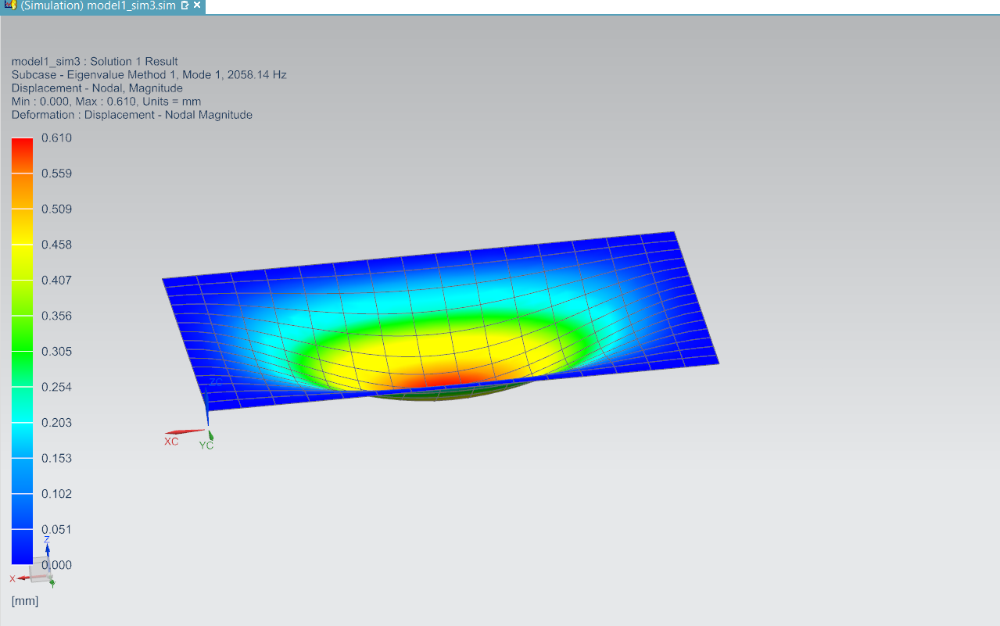 (Simulation) model1_sim3.sim
model1_sim3 : Solution 1 Result
Subcase - Eigenvalue Method 1, Mode 1, 2058.14 Hz
Displacement - Nodal, Magnitude
Min : 0.000, Max : 0.610, Units = mm
Deformation : Displacement - Nodal Magnitude
0.610
0.559
0.509
0.458
0.407
0.356
0.305
0.254
0.203
0.153
0.102
0.051
0.000
[mm]
ZC
XC
YC
Z
X
Y